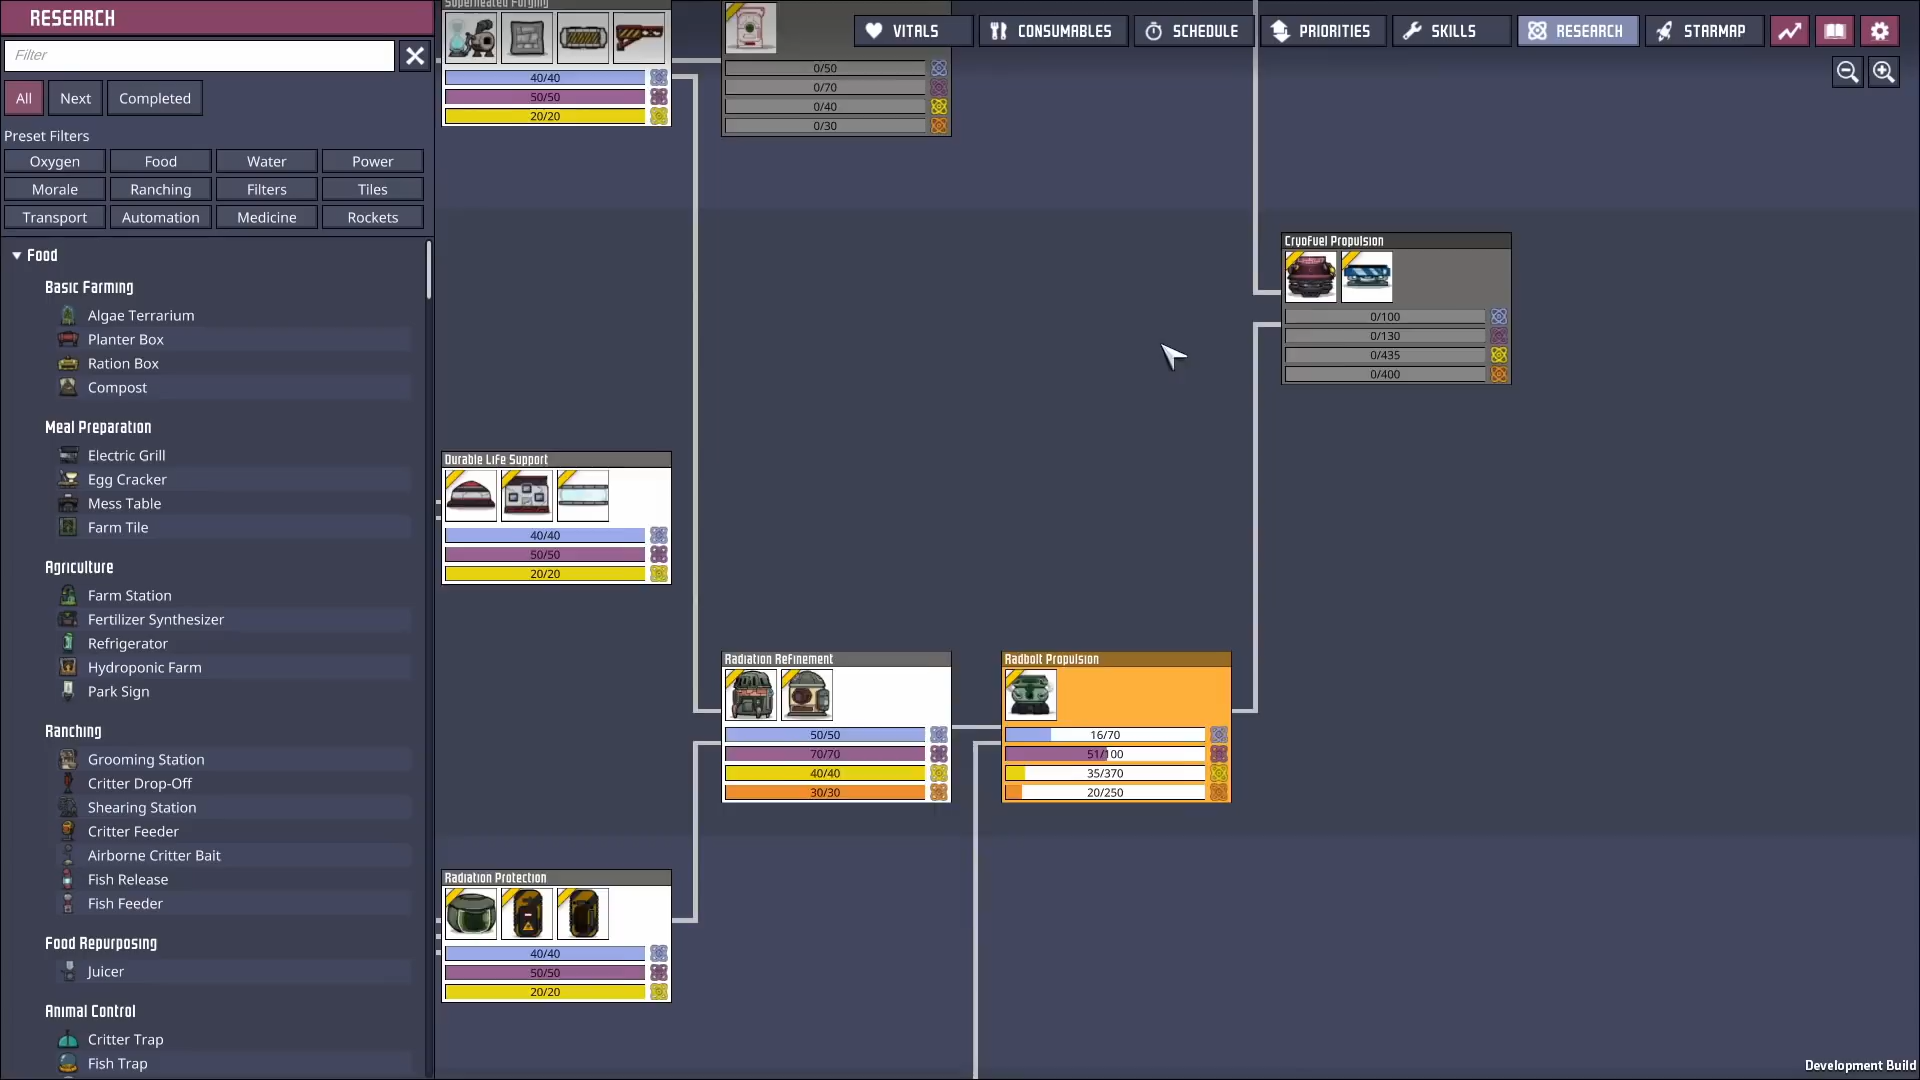 RESEARCH
Filter
All
Next
Completed
Preset Filters
Oxygen
Food
Water
Power
Morale
Ranching
Filters
Tiles
Transport
Automation
Medicine
Rockets
Food
Basic Farming
Algae Terrarium
Planter Box
Ration Box
Compost
Meal Preparation
Electric Grill
Egg Cracker
Mess Table
Farm Tile
Agriculture
Farm Station
Fertilizer Synthesizer
Refrigerator
Hydroponic Farm
Park Sign
Ranching
Grooming Station
Critter Drop-Off
Shearing Station
Critter Feeder
Airborne Critter Bait
Fish Release
Fish Feeder
Food Repurposing
Juicer
Animal Control
Critter Trap
Fish Trap
VITALS
CONSUMABLES
SCHEDULE
PRIORITIES
SKILLS
RESEARCH
STARMAP
Superheated Forging
40/40
50/50
20/20
0/50
0/70
0/40
0/30
CryoFuel Propulsion
0/100
0/130
0/435
0/400
Durable Life Support
40/40
50/50
20/20
Radiation Refinement
50/50
70/70
40/40
30/30
Radbolt Propulsion
16/70
51/100
35/370
20/250
Radiation Protection
40/40
50/50
20/20
Development Build